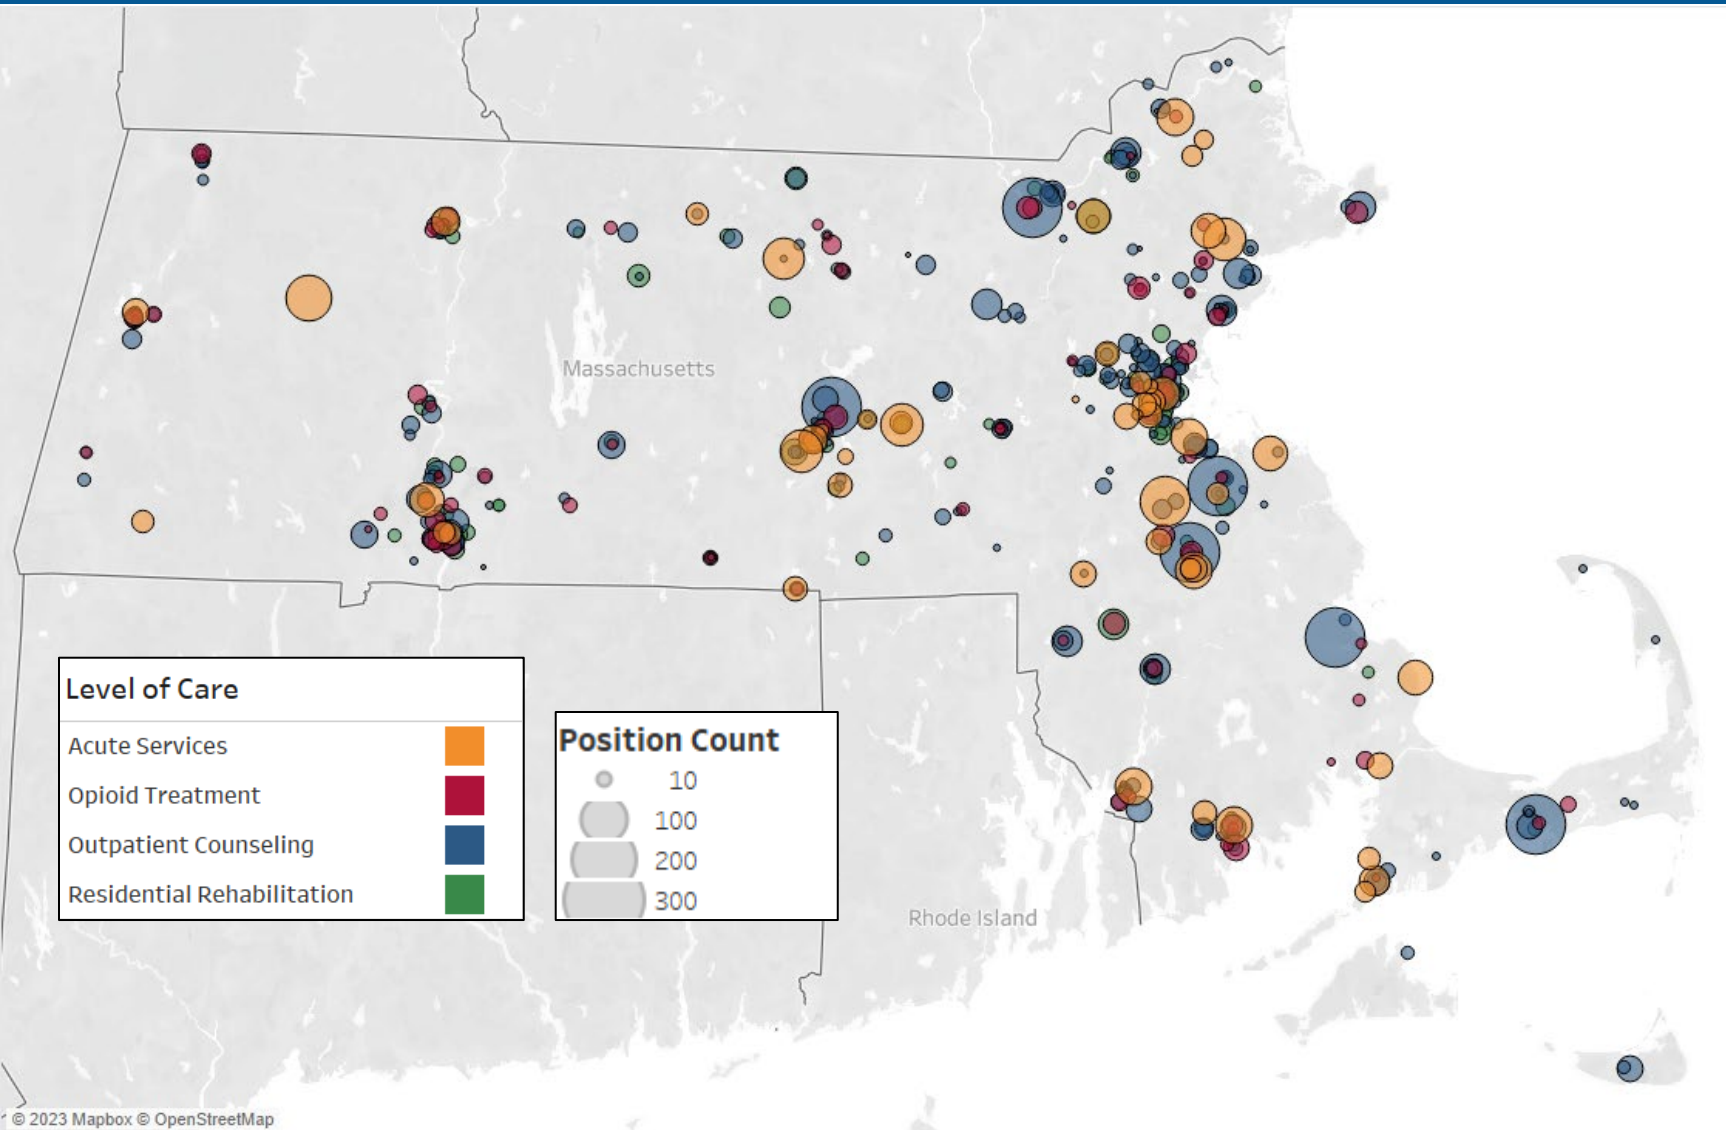 Massachusetts
Level of Care
Acute Services
Opioid Treatment
Outpatient Counseling
Residential Rehabilitation
Position Count
10
100
200
300
Rhode Island
© 2023 Mapbox © OpenStreetMap